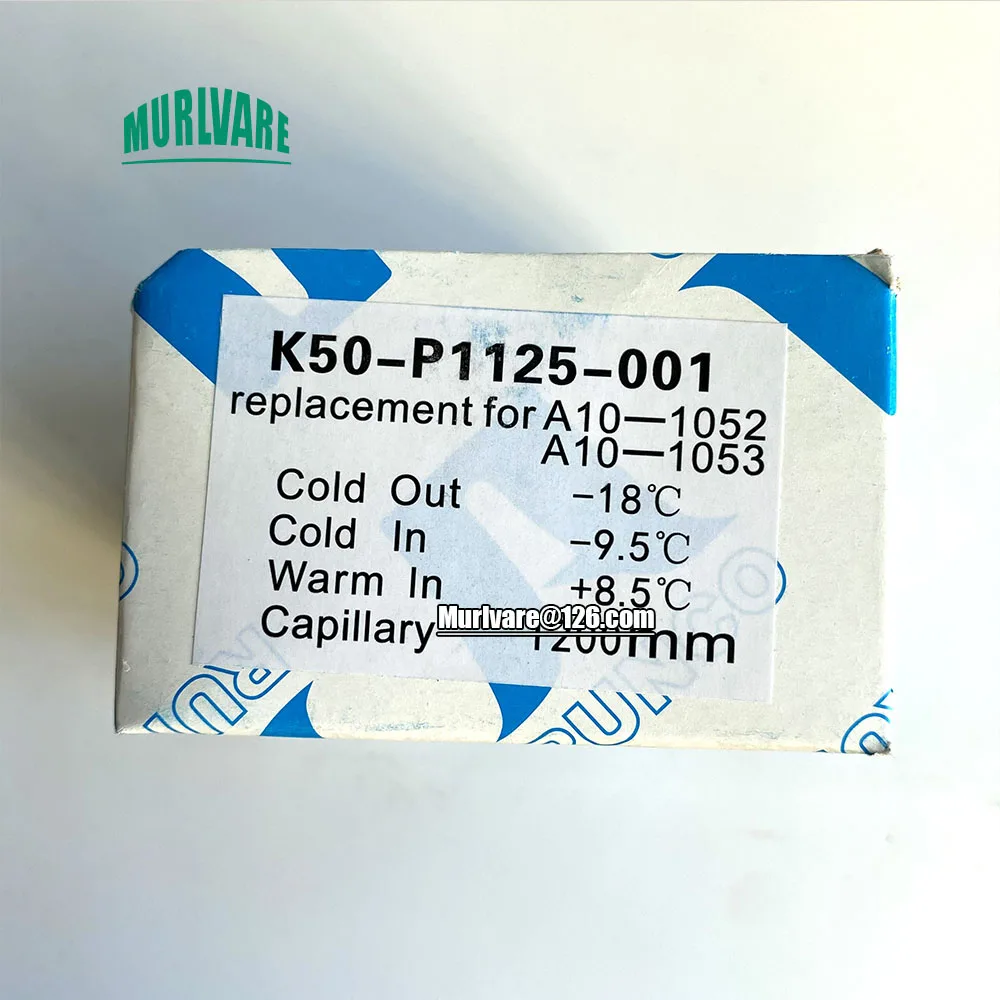 MURLVARE
K50-P1125-001
replacement for A10—1052
A10—1053
Cold Out -18℃
Cold In -9.5℃
Warm In +8.5℃
Murlvare@126.com
Capillary 1200mm